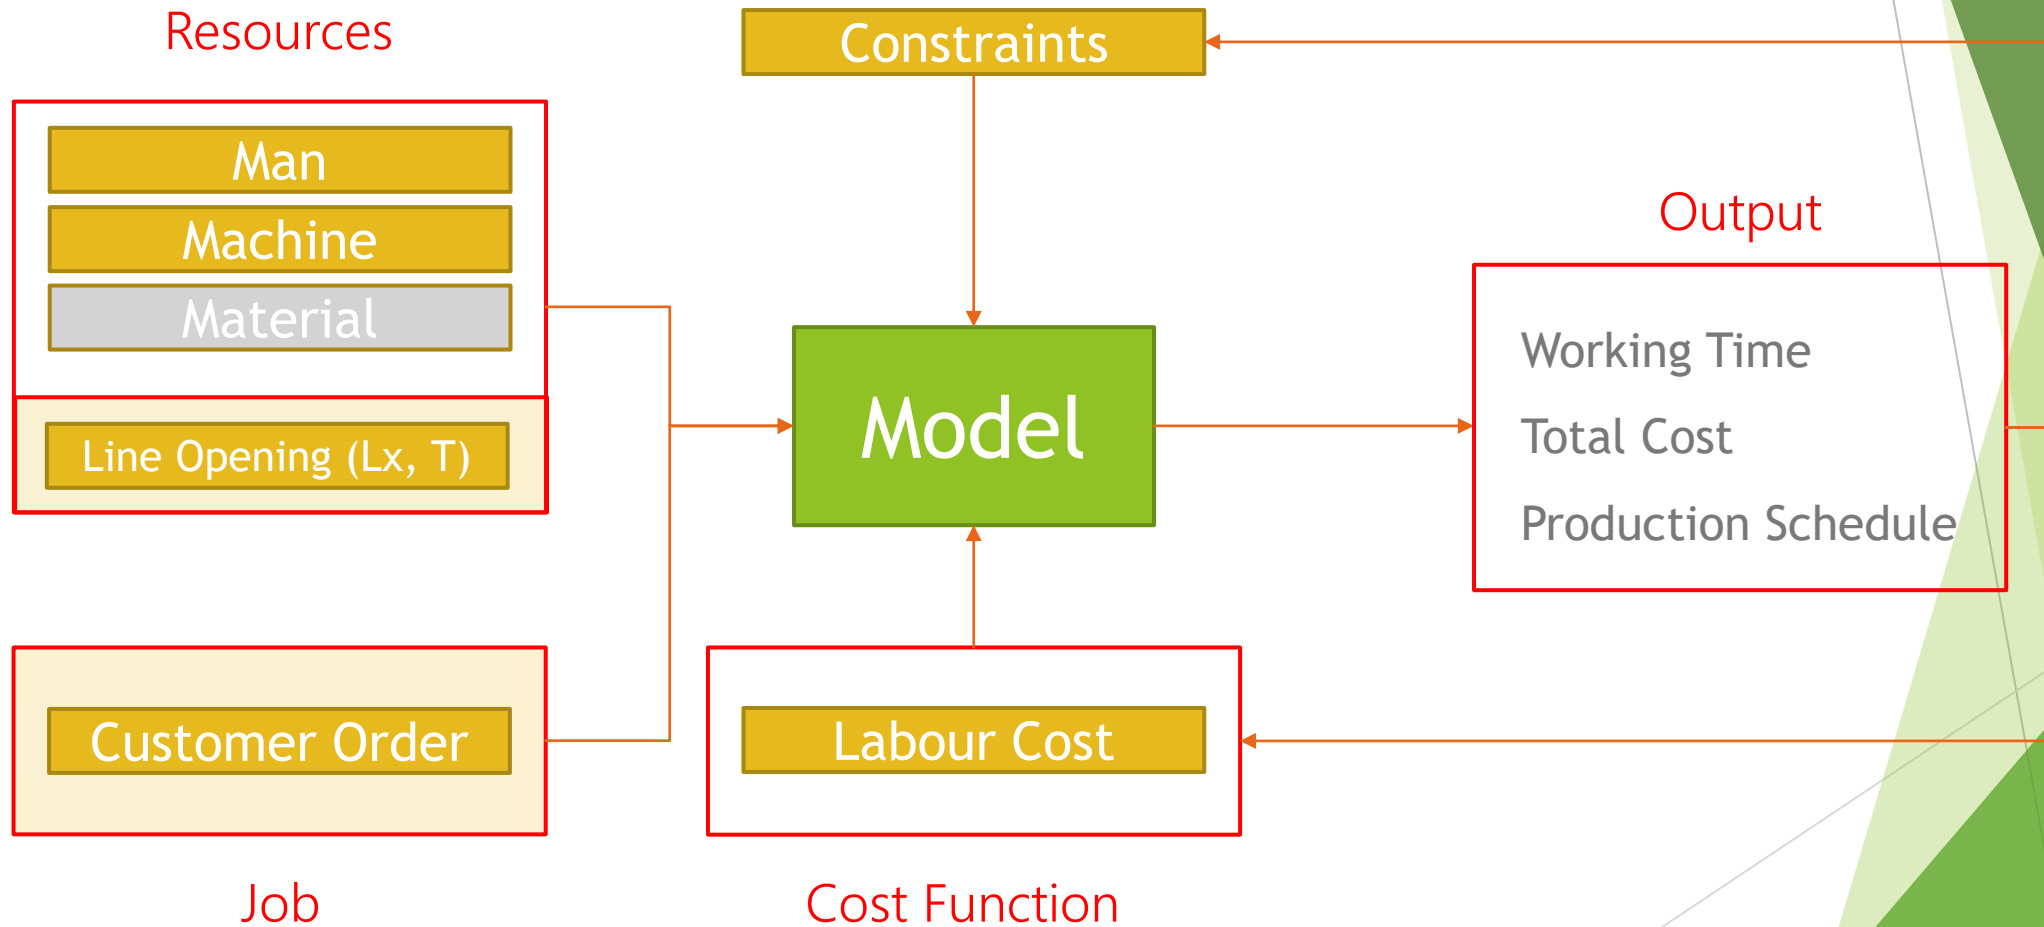 Resources
Man
Machine
Material
Line Opening (Lx, T)
Customer Order
Job
Constraints
Model
Labour Cost
Cost Function
Output
Working Time
Total Cost
Production Schedule